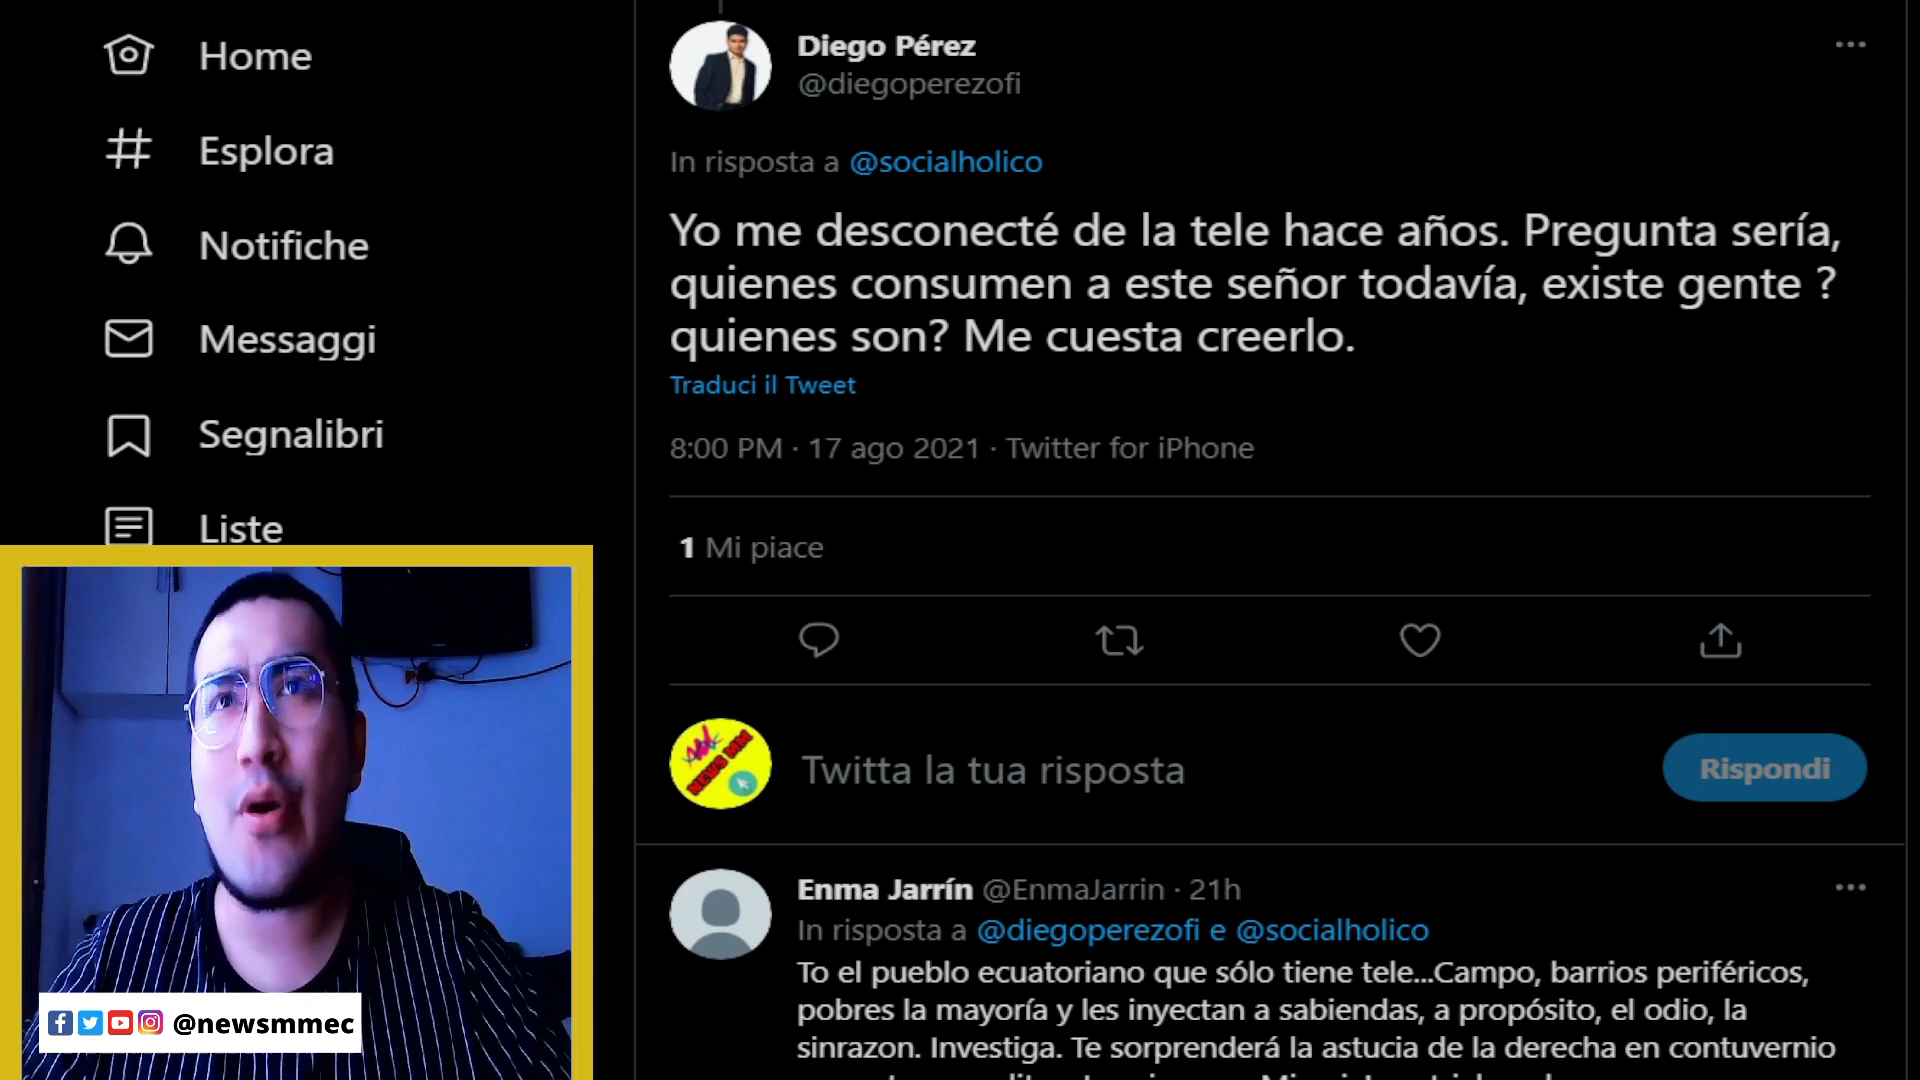 Home
Esplora
Notifiche
Messaggi
Segnalibri
Liste
Diego Pérez
@diegoperezofi
In risposta a @socialholico
Yo me desconecté de la tele hace años. Pregunta sería,
quienes consumen a este señor todavía, existe gente ?
quienes son? Me cuesta creerlo.
Traduci il Tweet
8:00 PM · 17 ago 2021 · Twitter for iPhone
1 Mi piace
NEWS MM
Twitta la tua risposta
Rispondi
Enma Jarrín @EnmaJarrin · 21h
In risposta a @diegoperezofi e @socialholico
To el pueblo ecuatoriano que sólo tiene tele...Campo, barrios periféricos,
pobres la mayoría y les inyectan a sabiendas, a propósito, el odio, la
sinrazon. Investiga. Te sorprenderá la astucia de la derecha en contuvernio
@newsmmec